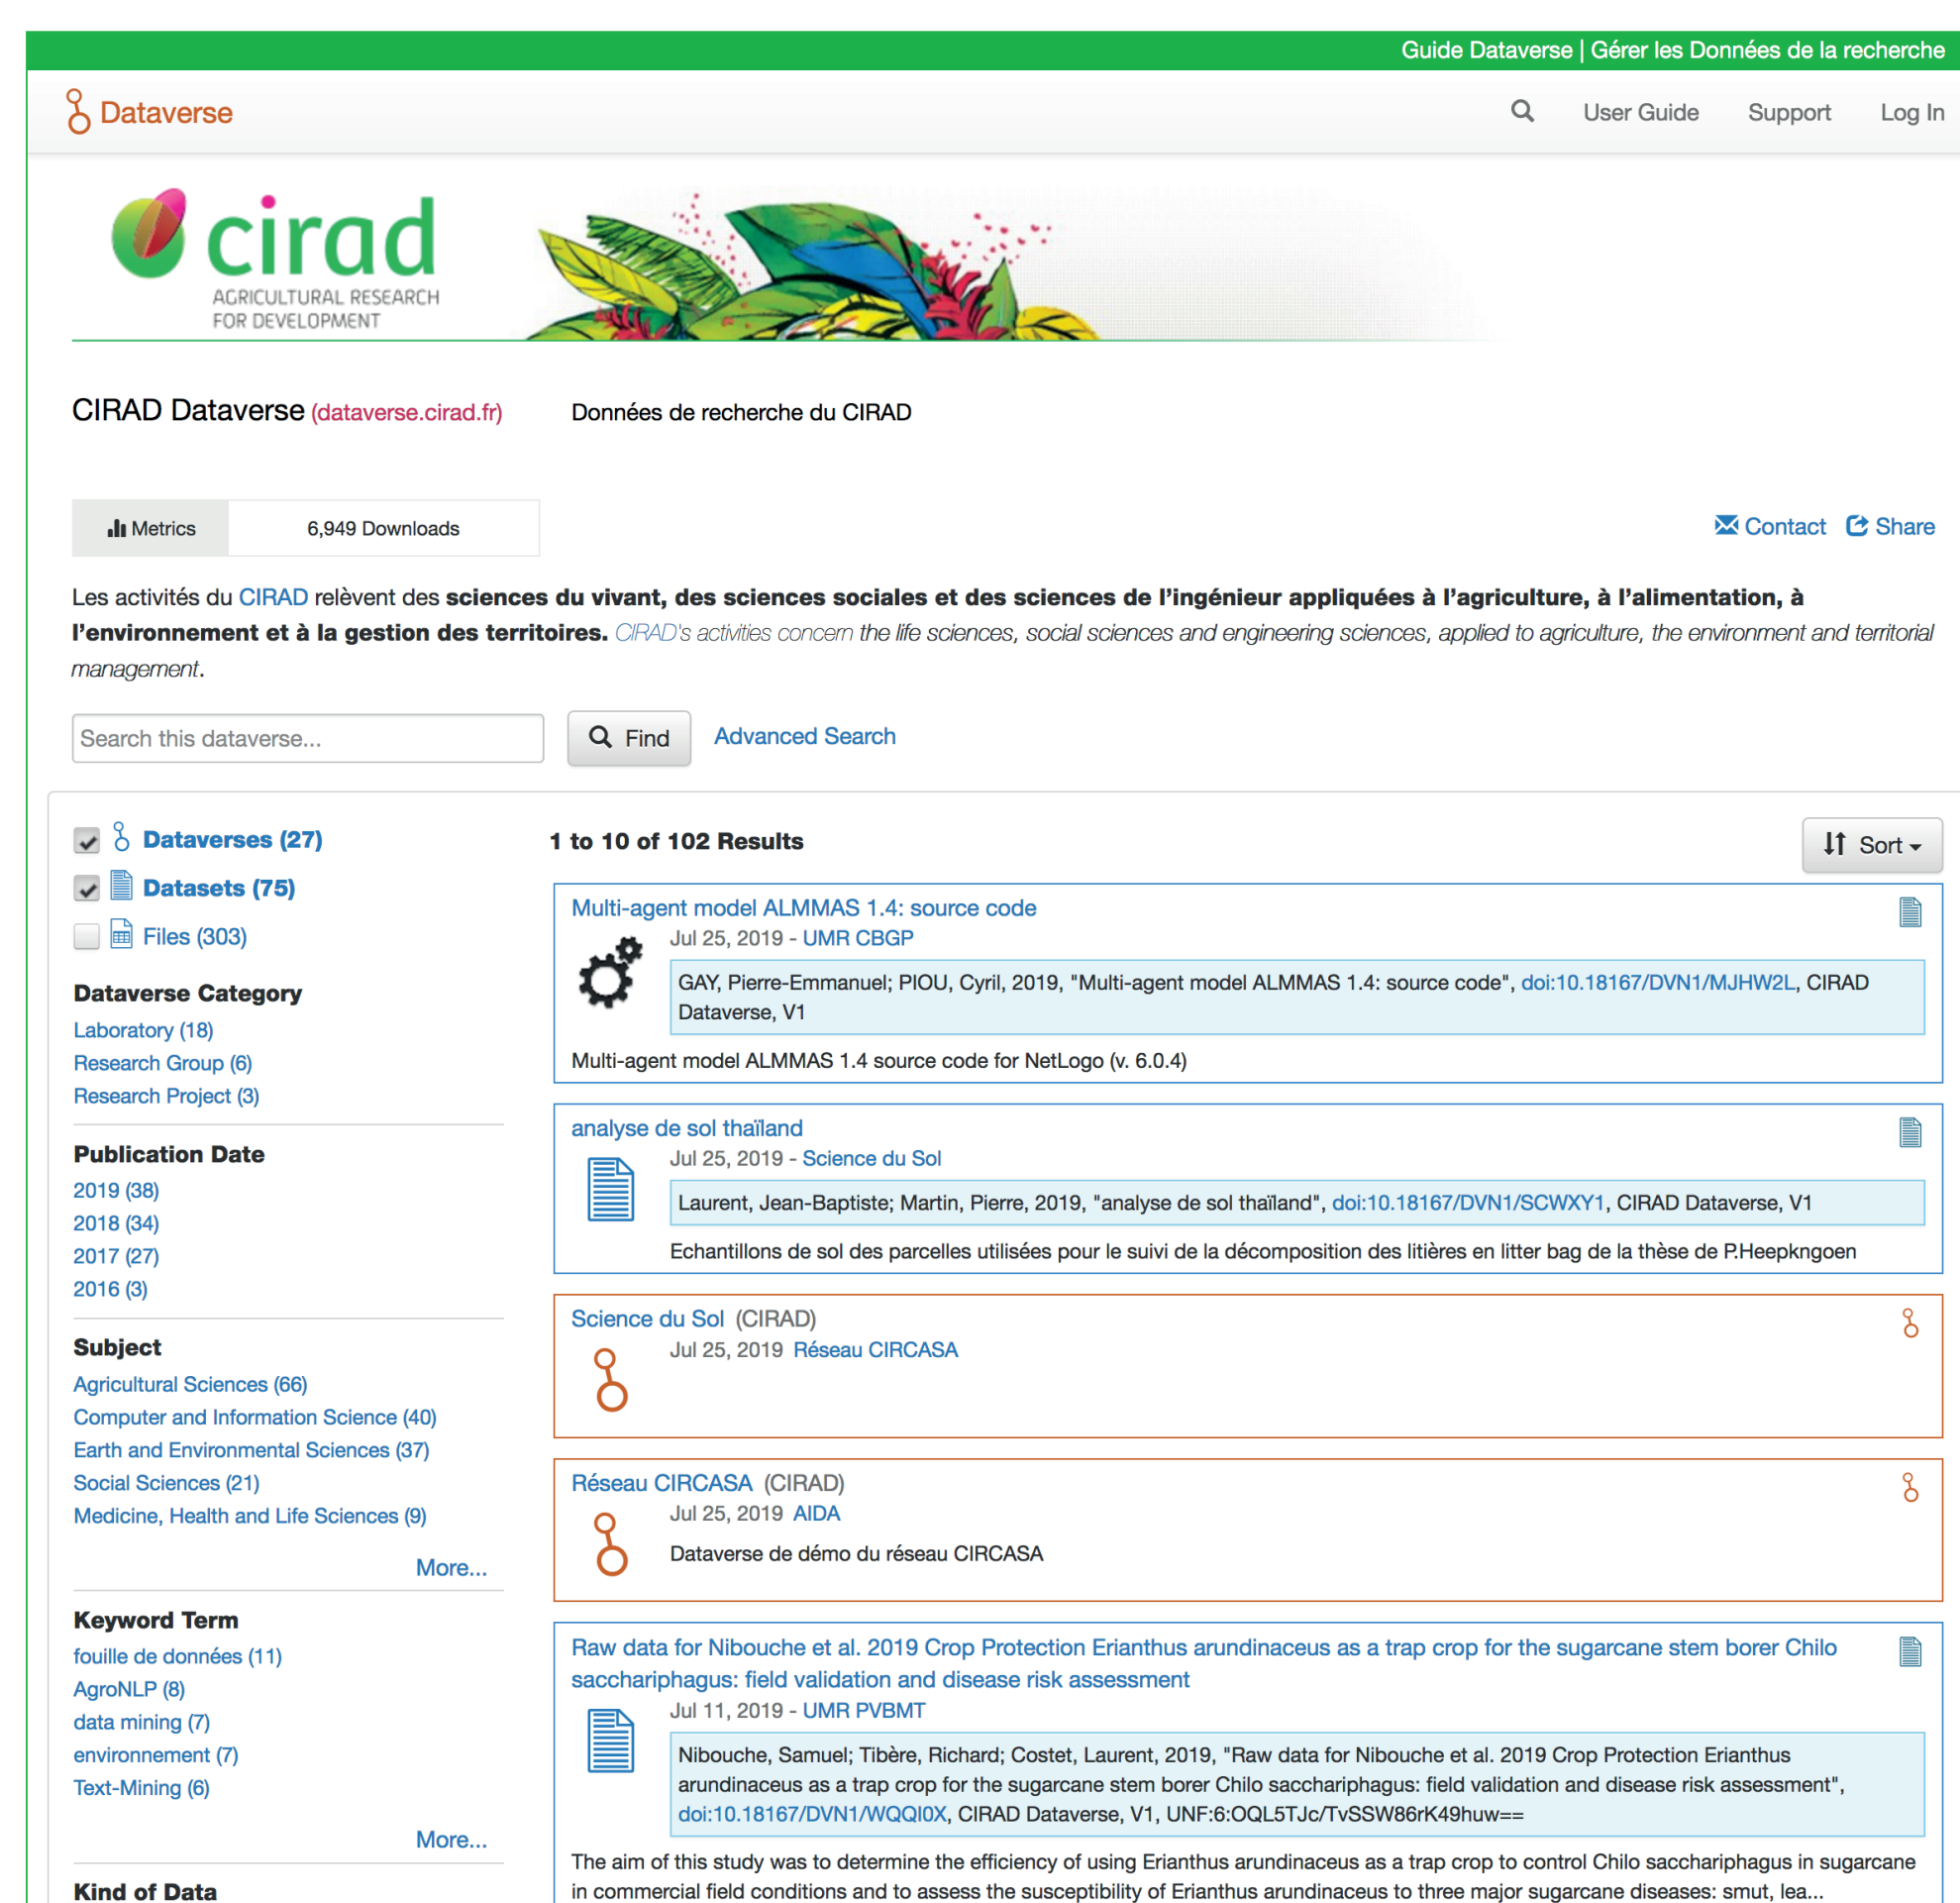 Guide Dataverse | Gérer les Données de la recherche
Dataverse
User Guide Support Log In
cirad
AGRICULTURAL RESEARCH
FOR DEVELOPMENT
CIRAD Dataverse (dataverse.cirad.fr) Données de recherche du CIRAD
Metrics 6,949 Downloads
Contact Share
Les activités du CIRAD relèvent des sciences du vivant, des sciences sociales et des sciences de l'ingénieur appliquées à l'agriculture, à l'alimentation, à
l'environnement et à la gestion des territoires. CIRAD's activities concern the life sciences, social sciences and engineering sciences, applied to agriculture, the environment and territorial
management.
Search this dataverse... Find Advanced Search
Dataverses (27)
Datasets (75)
Files (303)
Dataverse Category
Laboratory (18)
Research Group (6)
Research Project (3)
Publication Date
2019 (38)
2018 (34)
2017 (27)
2016 (3)
Subject
Agricultural Sciences (66)
Computer and Information Science (40)
Earth and Environmental Sciences (37)
Social Sciences (21)
Medicine, Health and Life Sciences (9)
More...
Keyword Term
fouille de données (11)
AgroNLP (8)
data mining (7)
environnement (7)
Text-Mining (6)
More...
Kind of Data
1 to 10 of 102 Results
Sort
Multi-agent model ALMMAS 1.4: source code
Jul 25, 2019 - UMR CBGP
GAY, Pierre-Emmanuel; PIOU, Cyril, 2019, "Multi-agent model ALMMAS 1.4: source code", doi:10.18167/DVN1/MJHW2L, CIRAD
Dataverse, V1
Multi-agent model ALMMAS 1.4 source code for NetLogo (v. 6.0.4)
analyse de sol thaïland
Jul 25, 2019 - Science du Sol
Laurent, Jean-Baptiste; Martin, Pierre, 2019, "analyse de sol thaïland", doi:10.18167/DVN1/SCWXY1, CIRAD Dataverse, V1
Echantillons de sol des parcelles utilisées pour le suivi de la décomposition des litières en litter bag de la thèse de P.Heepkngoen
Science du Sol (CIRAD)
Jul 25, 2019 Réseau CIRCASA
Réseau CIRCASA (CIRAD)
Jul 25, 2019 AIDA
Dataverse de démo du réseau CIRCASA
Raw data for Nibouche et al. 2019 Crop Protection Erianthus arundinaceus as a trap crop for the sugarcane stem borer Chilo
sacchariphagus: field validation and disease risk assessment
Jul 11, 2019 - UMR PVBMT
Nibouche, Samuel; Tibère, Richard; Costet, Laurent, 2019, "Raw data for Nibouche et al. 2019 Crop Protection Erianthus
arundinaceus as a trap crop for the sugarcane stem borer Chilo sacchariphagus: field validation and disease risk assessment",
doi:10.18167/DVN1/WQQI0X, CIRAD Dataverse, V1, UNF:6:OQL5TJc/TvSSW86rK49huw==
The aim of this study was to determine the efficiency of using Erianthus arundinaceus as a trap crop to control Chilo sacchariphagus in sugarcane
in commercial field conditions and to assess the susceptibility of Erianthus arundinaceus to three major sugarcane diseases: smut, lea...